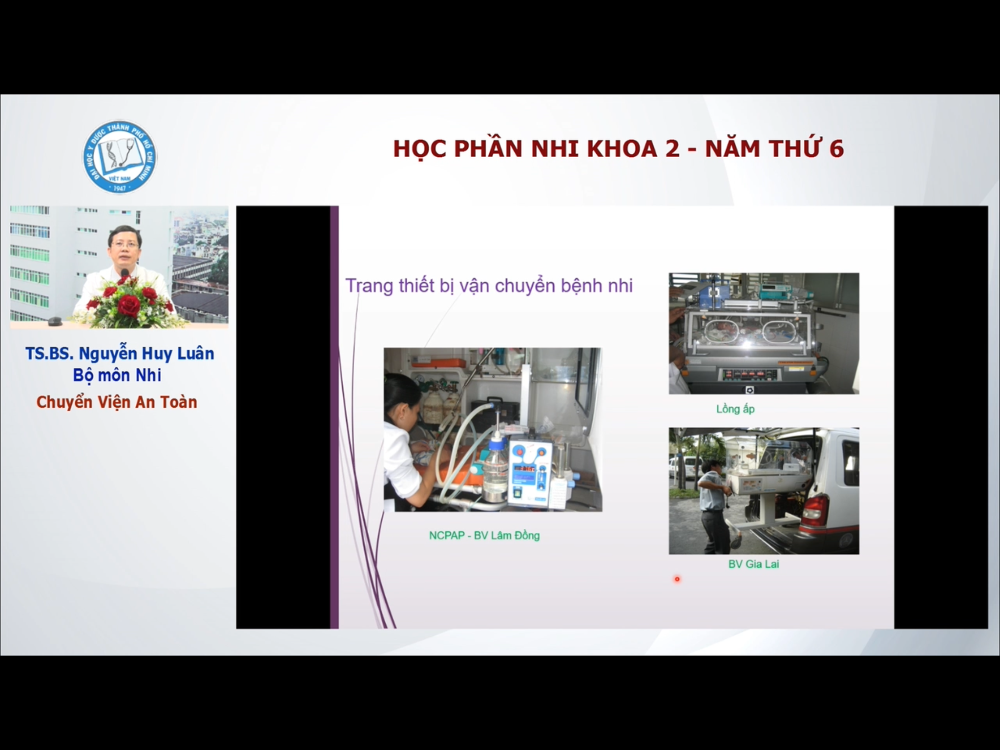 ĐẠI HỌC Y DƯỢC THÀNH PHỐ HỒ CHÍ MINH
VIỆT NAM
1947
HỌC PHẦN NHI KHOA 2 - NĂM THỨ 6
TS.BS. Nguyễn Huy Luân
Bộ môn Nhi
Chuyển Viện An Toàn
Trang thiết bị vận chuyển bệnh nhi
Lồng ấp
NCPAP - BV Lâm Đồng
BV Gia Lai